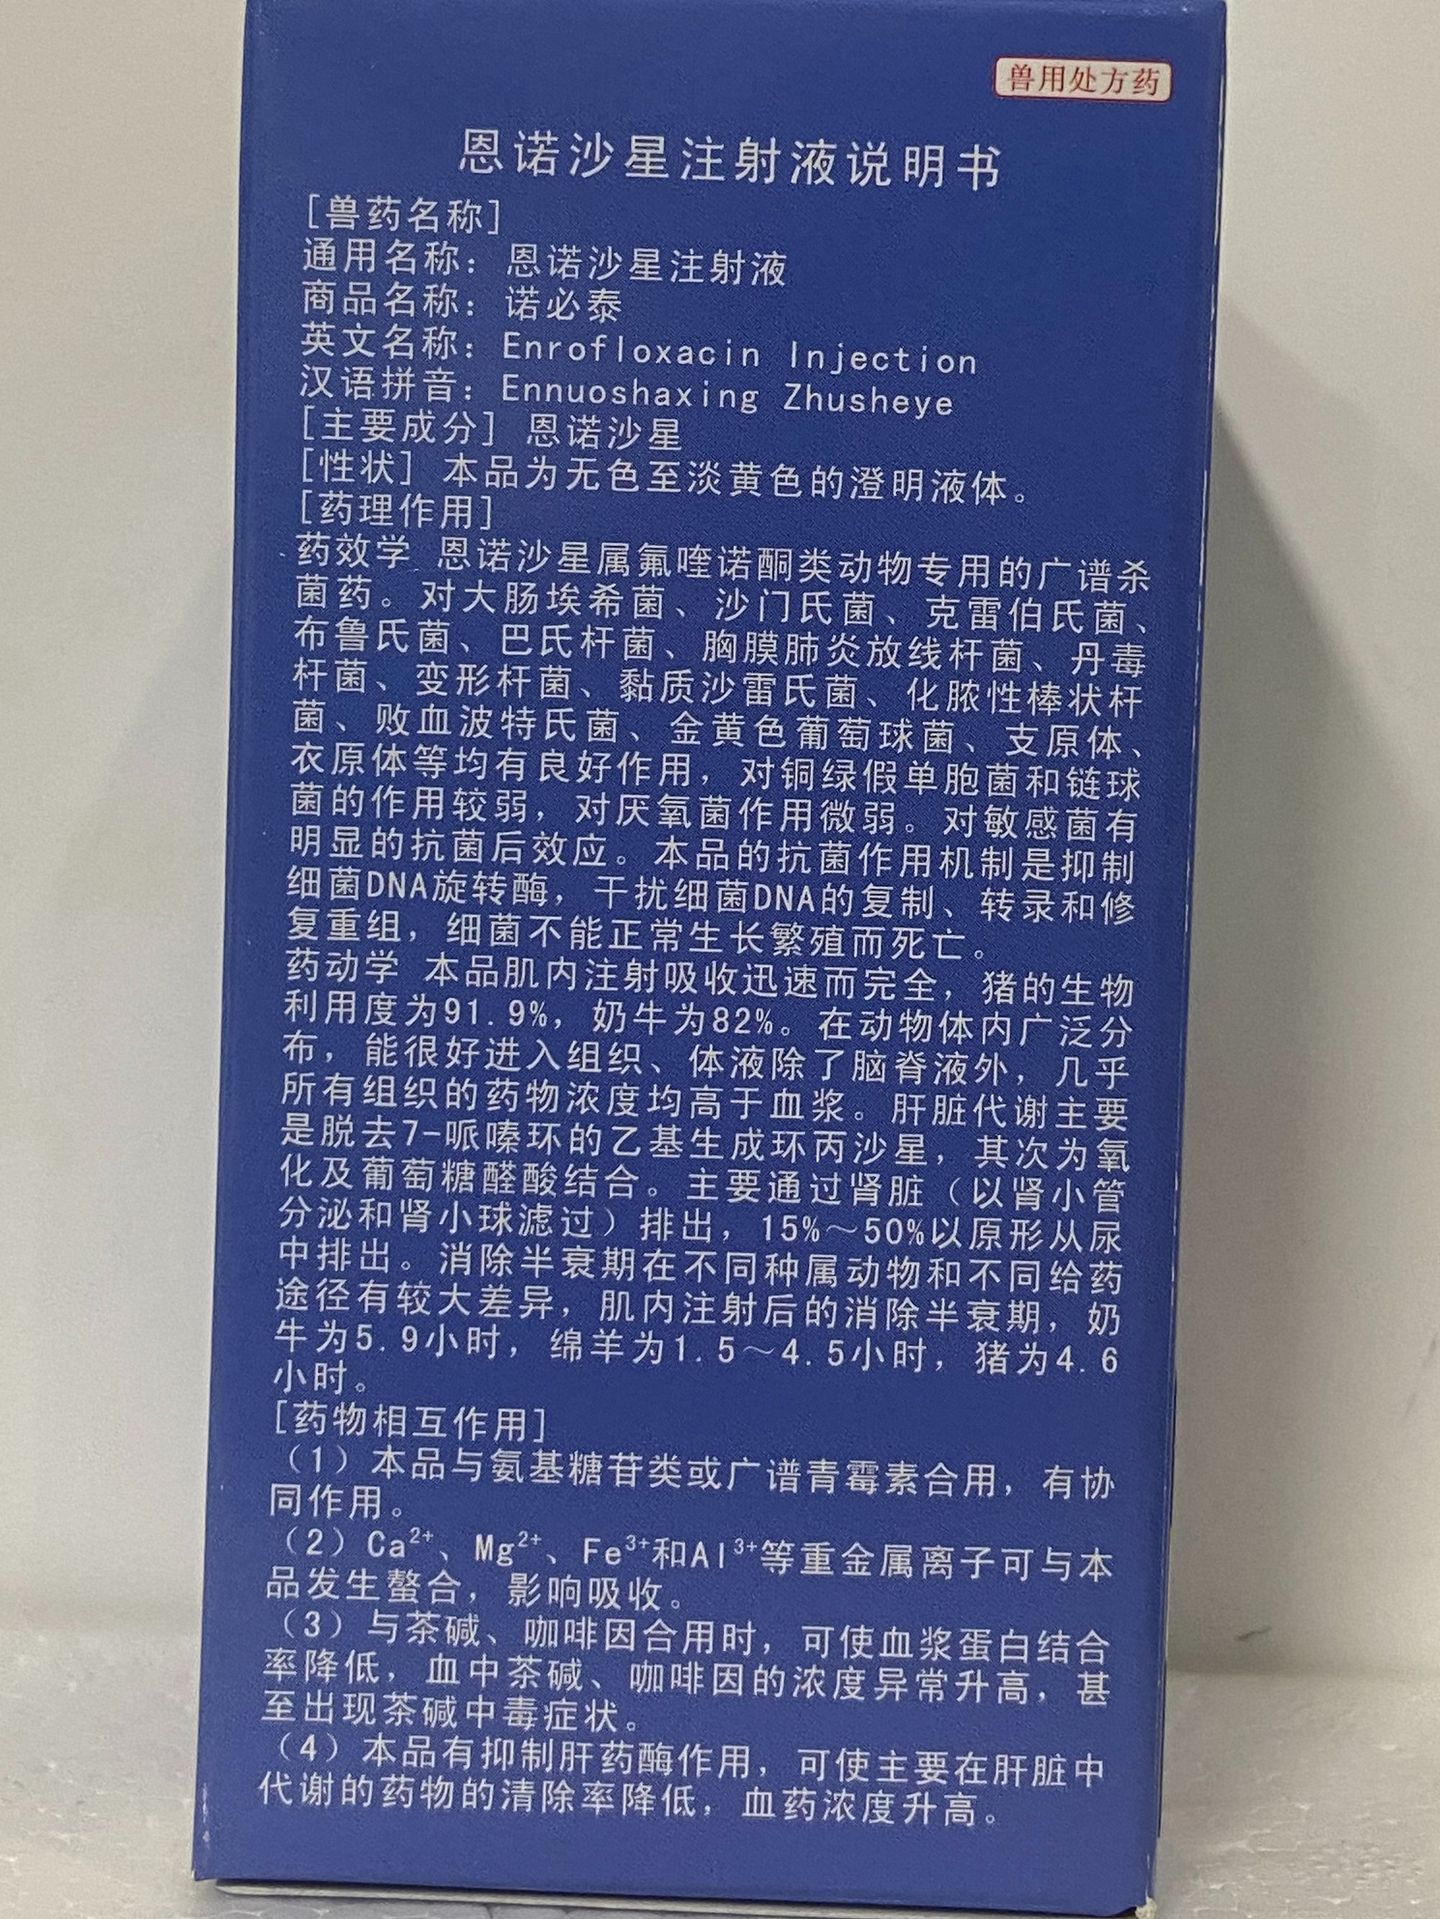 兽用处方药
恩诺沙星注射液说明书
[兽药名称]
通用名称：恩诺沙星注射液
商品名称：诺必泰
英文名称：Enrofloxacin Injection
汉语拼音：Ennuoshaxing Zhusheye
[主要成分] 恩诺沙星
[性状] 本品为无色至淡黄色的澄明液体。
[药理作用]
药效学 恩诺沙星属氟喹诺酮类动物专用的广谱杀
菌药。对大肠埃希菌、沙门氏菌、克雷伯氏菌、
布鲁氏菌、巴氏杆菌、胸膜肺炎放线杆菌、丹毒
杆菌、变形杆菌、黏质沙雷氏菌、化脓性棒状杆
菌、败血波特氏菌、金黄色葡萄球菌、支原体、
衣原体等均有良好作用，对铜绿假单胞菌和链球
菌的作用较弱，对厌氧菌作用微弱。对敏感菌有
明显的抗菌后效应。本品的抗菌作用机制是抑制
细菌DNA旋转酶，干扰细菌DNA的复制、转录和修
复重组，细菌不能正常生长繁殖而死亡。
药动学 本品肌内注射吸收迅速而完全，猪的生物
利用度为91.9%，奶牛为82%。在动物体内广泛分
布，能很好进入组织、体液除了脑脊液外，几乎
所有组织的药物浓度均高于血浆。肝脏代谢主要
是脱去7-哌嗪环的乙基生成环丙沙星，其次为氧
化及葡萄糖醛酸结合。主要通过肾脏（以肾小管
分泌和肾小球滤过）排出，15%～50%以原形从尿
中排出。消除半衰期在不同种属动物和不同给药
途径有较大差异，肌内注射后的消除半衰期，奶
牛为5.9小时，绵羊为1.5～4.5小时，猪为4.6
小时。
[药物相互作用]
（1）本品与氨基糖苷类或广谱青霉素合用，有协
同作用。
（2）Ca²⁺、Mg²⁺、Fe³⁺和Al³⁺等重金属离子可与本
品发生螯合，影响吸收。
（3）与茶碱、咖啡因合用时，可使血浆蛋白结合
率降低，血中茶碱、咖啡因的浓度异常升高，甚
至出现茶碱中毒症状。
（4）本品有抑制肝药酶作用，可使主要在肝脏中
代谢的药物的清除率降低，血药浓度升高。